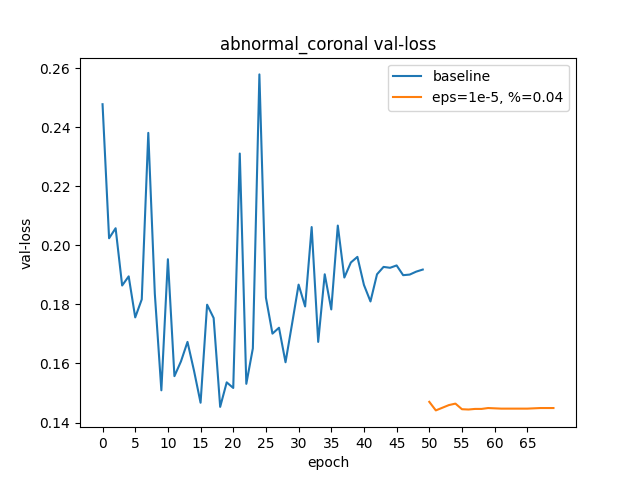 abnormal_coronal val-loss
baseline
eps=1e-5, %=0.04
val-loss
0.26
0.24
0.22
0.20
0.18
0.16
0.14
0 5 10 15 20 25 30 35 40 45 50 55 60 65
epoch